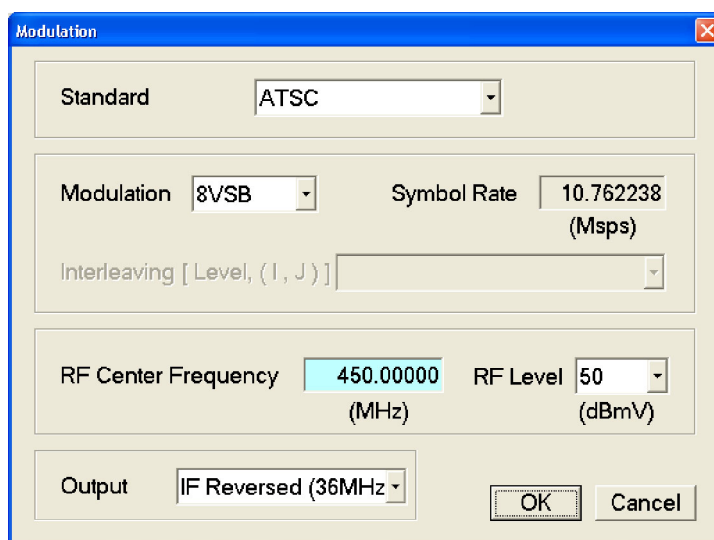 Modulation
Standard ATSC
Modulation 8VSB Symbol Rate 10.762238
(Msps)
Interleaving [ Level, ( I , J ) ]
RF Center Frequency 450.00000 RF Level 50
(MHz) (dBmV)
Output IF Reversed (36MHz
OK Cancel